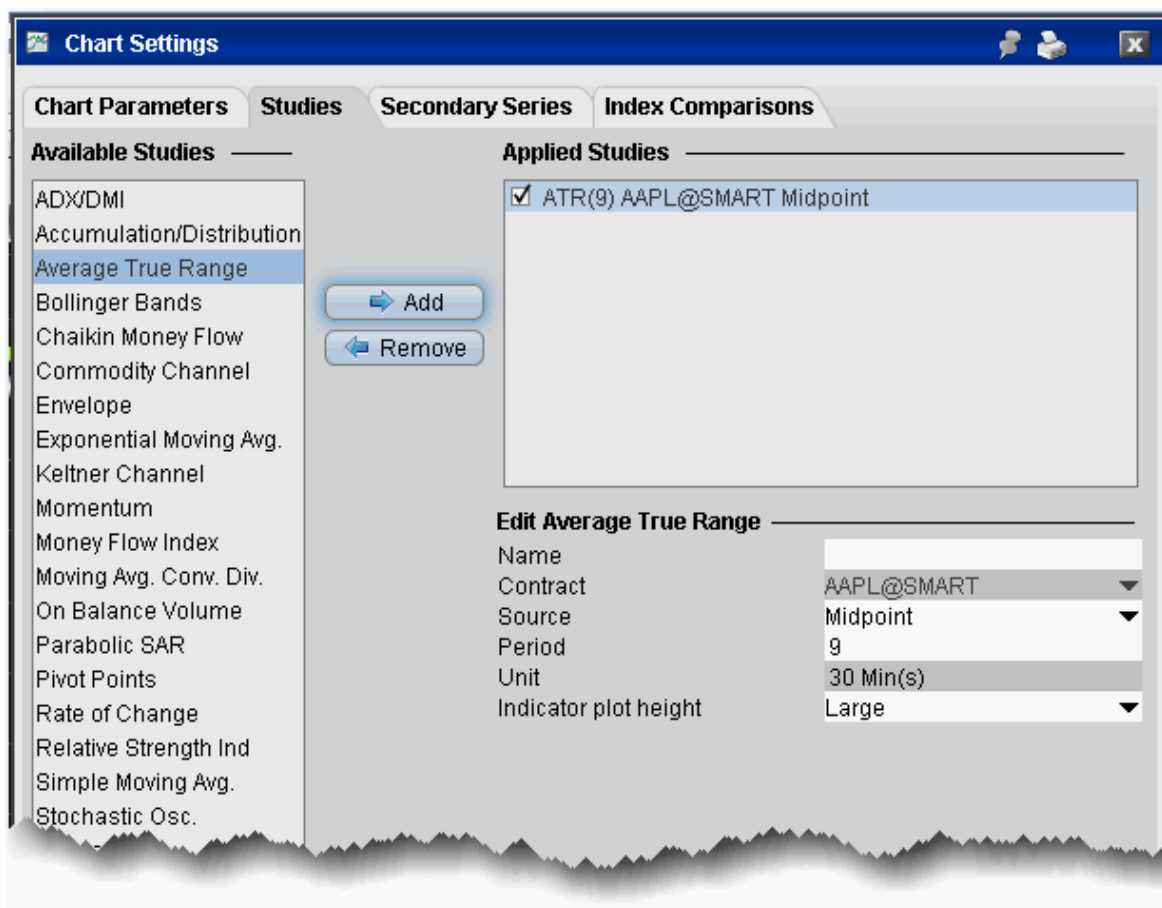 Chart Settings
Chart Parameters Studies Secondary Series Index Comparisons
Available Studies
ADX/DMI
Accumulation/Distribution
Average True Range
Bollinger Bands
Chaikin Money Flow
Commodity Channel
Envelope
Exponential Moving Avg.
Keltner Channel
Momentum
Money Flow Index
Moving Avg. Conv. Div.
On Balance Volume
Parabolic SAR
Pivot Points
Rate of Change
Relative Strength Ind
Simple Moving Avg.
Stochastic Osc.
Add
Remove
Applied Studies
ATR(9) AAPL@SMART Midpoint
Edit Average True Range
Name
Contract AAPL@SMART
Source Midpoint
Period 9
Unit 30 Min(s)
Indicator plot height Large